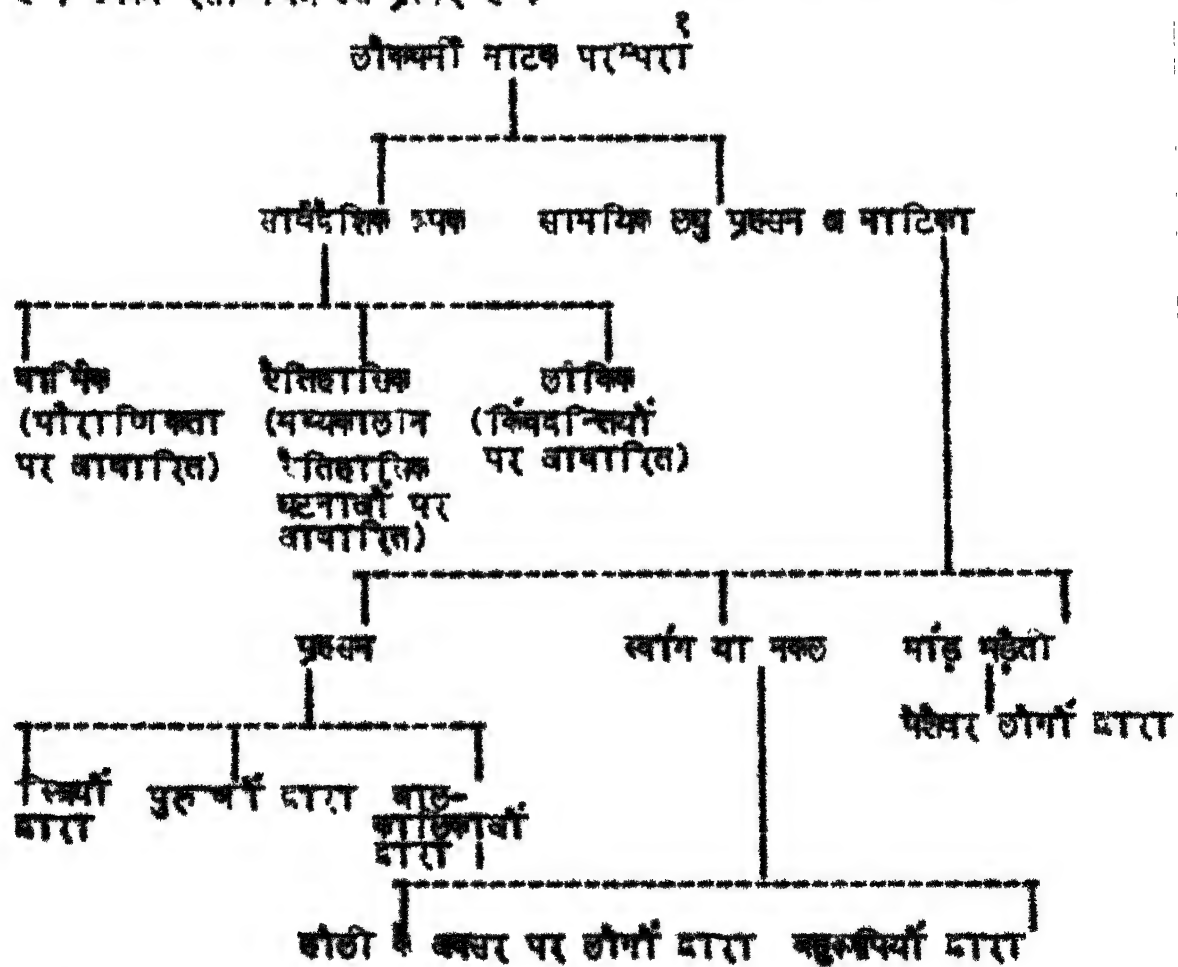 १
लोकधर्मी नाटक परम्परा
सार्वदेशिक रूपक सामयिक लघु प्रहसन व नाटिका
धार्मिक ऐतिहासिक लौकिक
(पौराणिकता (मध्यकालीन (किंवदन्तियों
पर आधारित) ऐतिहासिक पर आधारित)
घटनाओं पर
आधारित)
प्रहसन स्वांग या नकल भांड़ भड़ैती
पेशेवर लोगों द्वारा
स्त्रियों पुरुषों द्वारा बाल-
द्वारा बालिकाओं
द्वारा
होली के अवसर पर लोगों द्वारा बहुरूपियों द्वारा